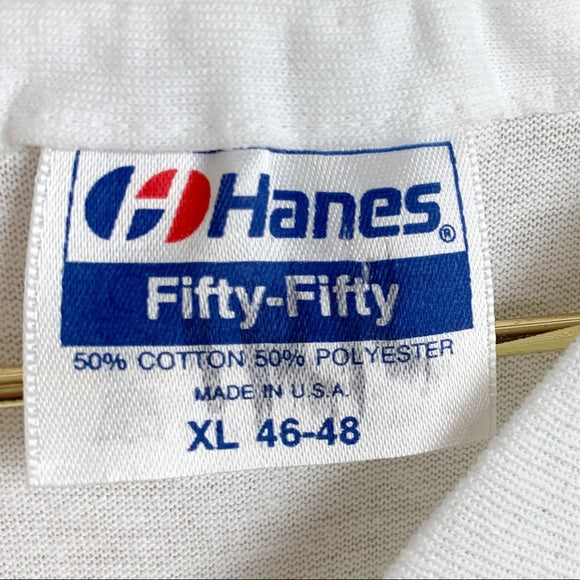 Hanes®
Fifty-Fifty
50% COTTON 50% POLYESTER
MADE IN U.S.A.
XL 46-48